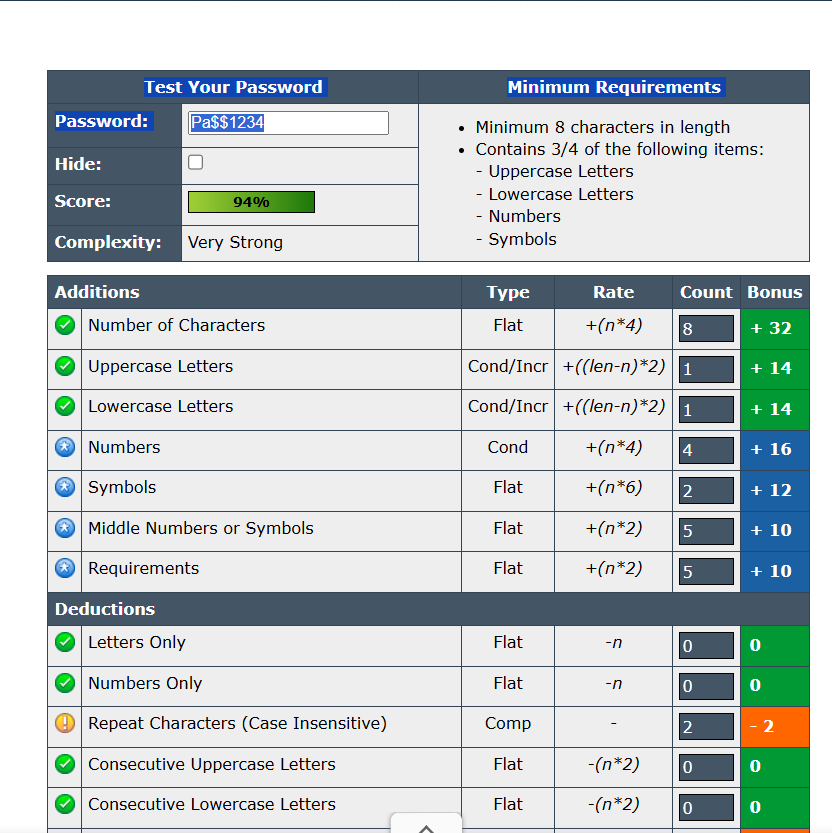 Test Your Password
Minimum Requirements
Password:
Pa$$1234
Hide:
Score:
94%
Complexity:
Very Strong
• Minimum 8 characters in length
• Contains 3/4 of the following items:
- Uppercase Letters
- Lowercase Letters
- Numbers
- Symbols
Additions Type Rate Count Bonus
Number of Characters Flat +(n*4) 8 + 32
Uppercase Letters Cond/Incr +((len-n)*2) 1 + 14
Lowercase Letters Cond/Incr +((len-n)*2) 1 + 14
Numbers Cond +(n*4) 4 + 16
Symbols Flat +(n*6) 2 + 12
Middle Numbers or Symbols Flat +(n*2) 5 + 10
Requirements Flat +(n*2) 5 + 10
Deductions
Letters Only Flat -n 0 0
Numbers Only Flat -n 0 0
Repeat Characters (Case Insensitive) Comp - 2 - 2
Consecutive Uppercase Letters Flat -(n*2) 0 0
Consecutive Lowercase Letters Flat -(n*2) 0 0